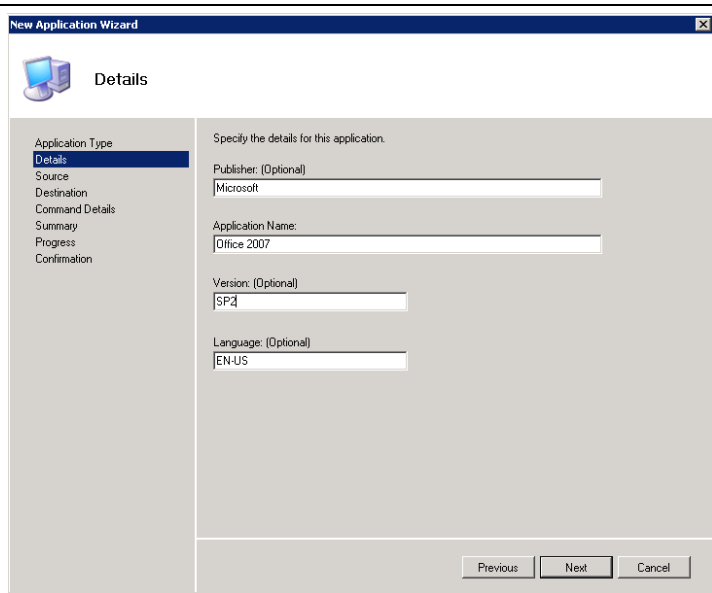 New Application Wizard
Details
Application Type
Details
Source
Destination
Command Details
Summary
Progress
Confirmation
Specify the details for this application.
Publisher: (Optional)
Microsoft
Application Name:
Office 2007
Version: (Optional)
SP2
Language: (Optional)
EN-US
Previous
Next
Cancel